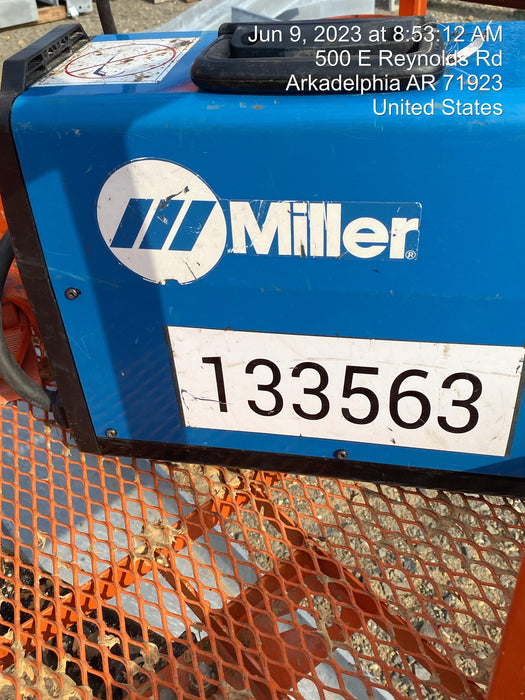 Jun 9, 2023 at 8:53:12 AM
500 E Reynolds Rd
Arkadelphia AR 71923
United States
Miller®
133563